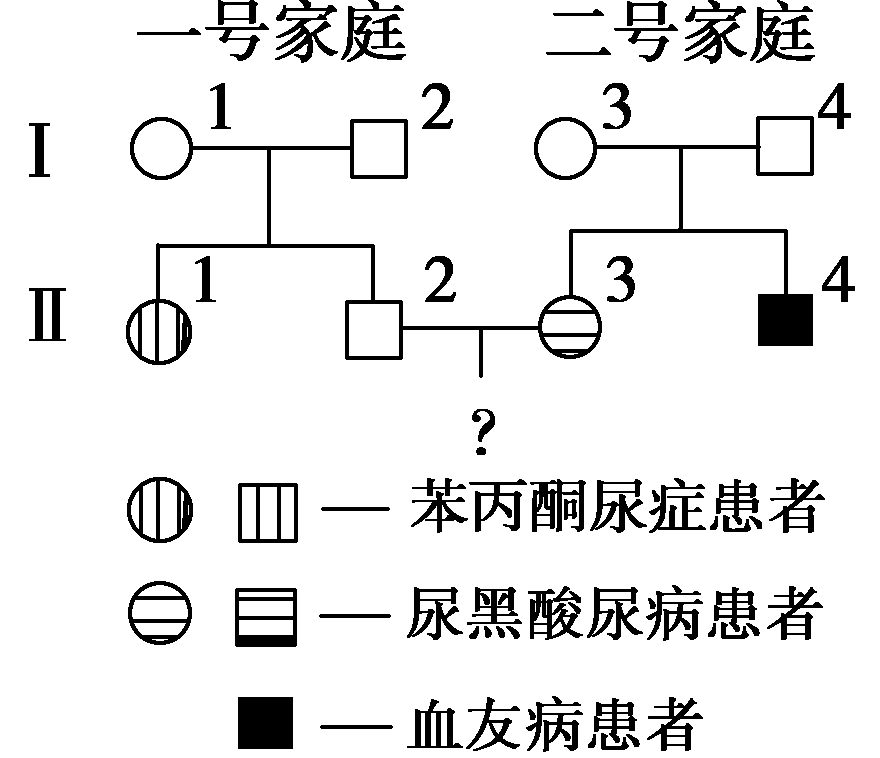 一号家庭 二号家庭
Ⅰ 1 2 3 4
Ⅱ 1 2 3 4
?
苯丙酮尿症患者
尿黑酸尿病患者
血友病患者